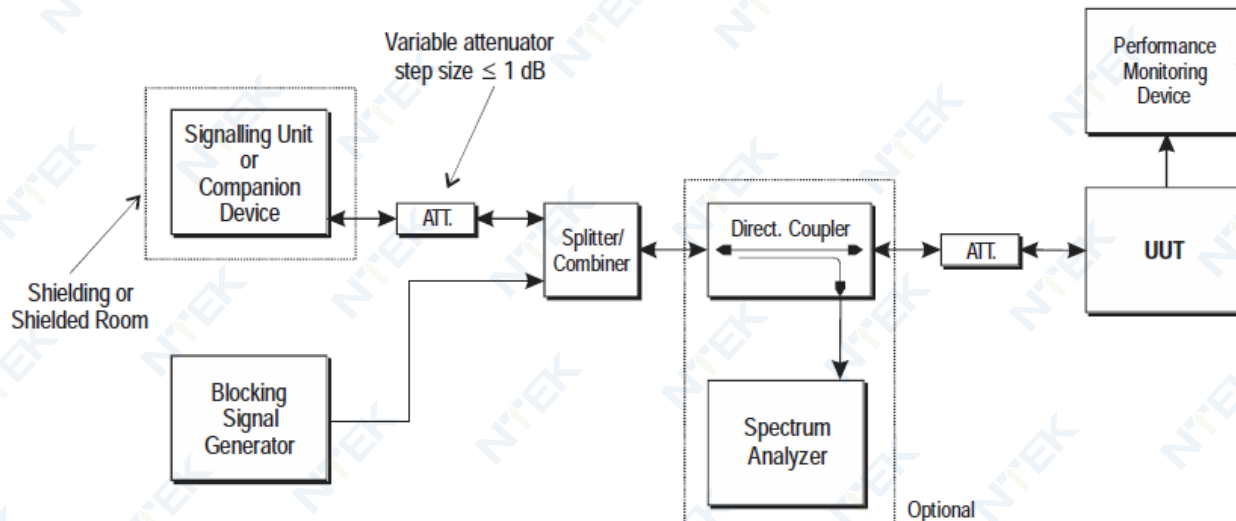 Variable attenuator
step size ≤ 1 dB
Performance
Monitoring
Device
Signalling Unit
or
Companion
Device
ATT.
Splitter/
Combiner
Direct. Coupler
ATT.
UUT
Shielding or
Shielded Room
Blocking
Signal
Generator
Spectrum
Analyzer
Optional
NTEK